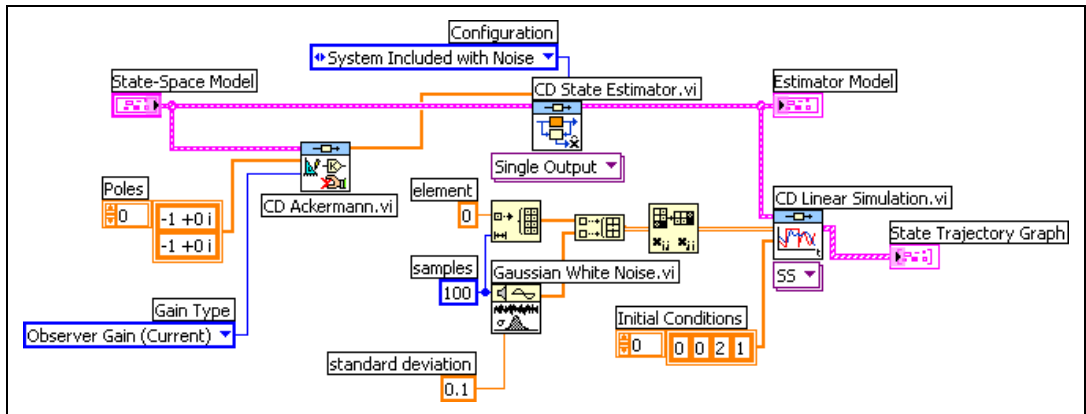 Configuration
System Included with Noise
State-Space Model
CD State Estimator.vi
Estimator Model
Single Output
Poles
0
-1 +0 i
-1 +0 i
CD Ackermann.vi
element
0
CD Linear Simulation.vi
State Trajectory Graph
SS
samples
100
Gaussian White Noise.vi
Gain Type
Observer Gain (Current)
Initial Conditions
0
0 0 2 1
standard deviation
0.1